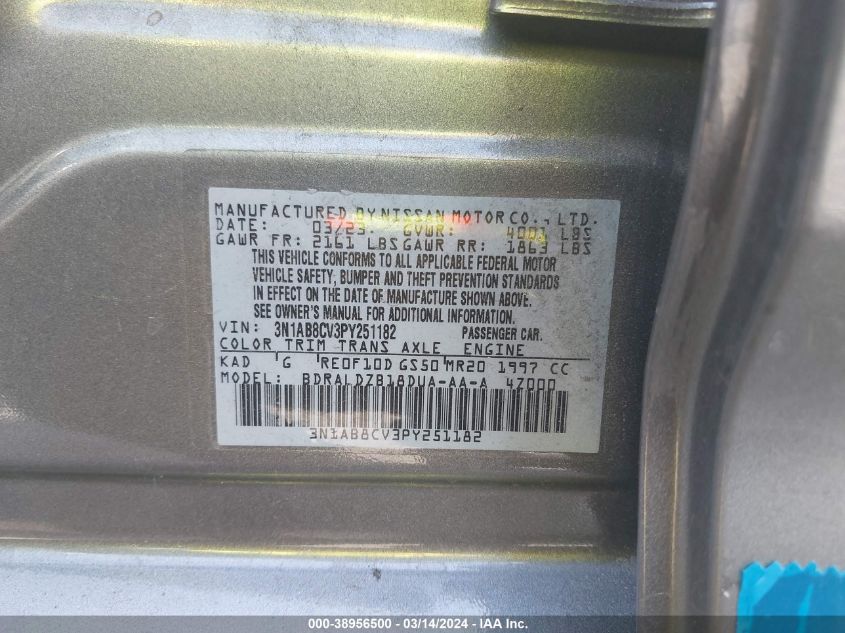 MANUFACTURED BY NISSAN MOTOR CO., LTD.
DATE: 03/23. GVWR: 4001 LBS
GAWR FR: 2161 LBS GAWR RR: 1863 LBS
THIS VEHICLE CONFORMS TO ALL APPLICABLE FEDERAL MOTOR
VEHICLE SAFETY, BUMPER AND THEFT PREVENTION STANDARDS
IN EFFECT ON THE DATE OF MANUFACTURE SHOWN ABOVE.
SEE OWNER'S MANUAL FOR ADDITIONAL INFORMATION.
VIN: 3N1AB8CV3PY251182 PASSENGER CAR.
COLOR TRIM TRANS AXLE ENGINE
KAD G RE0F10D GS50 MR20 1997 CC
MODEL: BDRALDZB18DUA-AA-A 47000
3N1AB8CV3PY251182
000-38956500 - 03/14/2024 - IAA Inc.